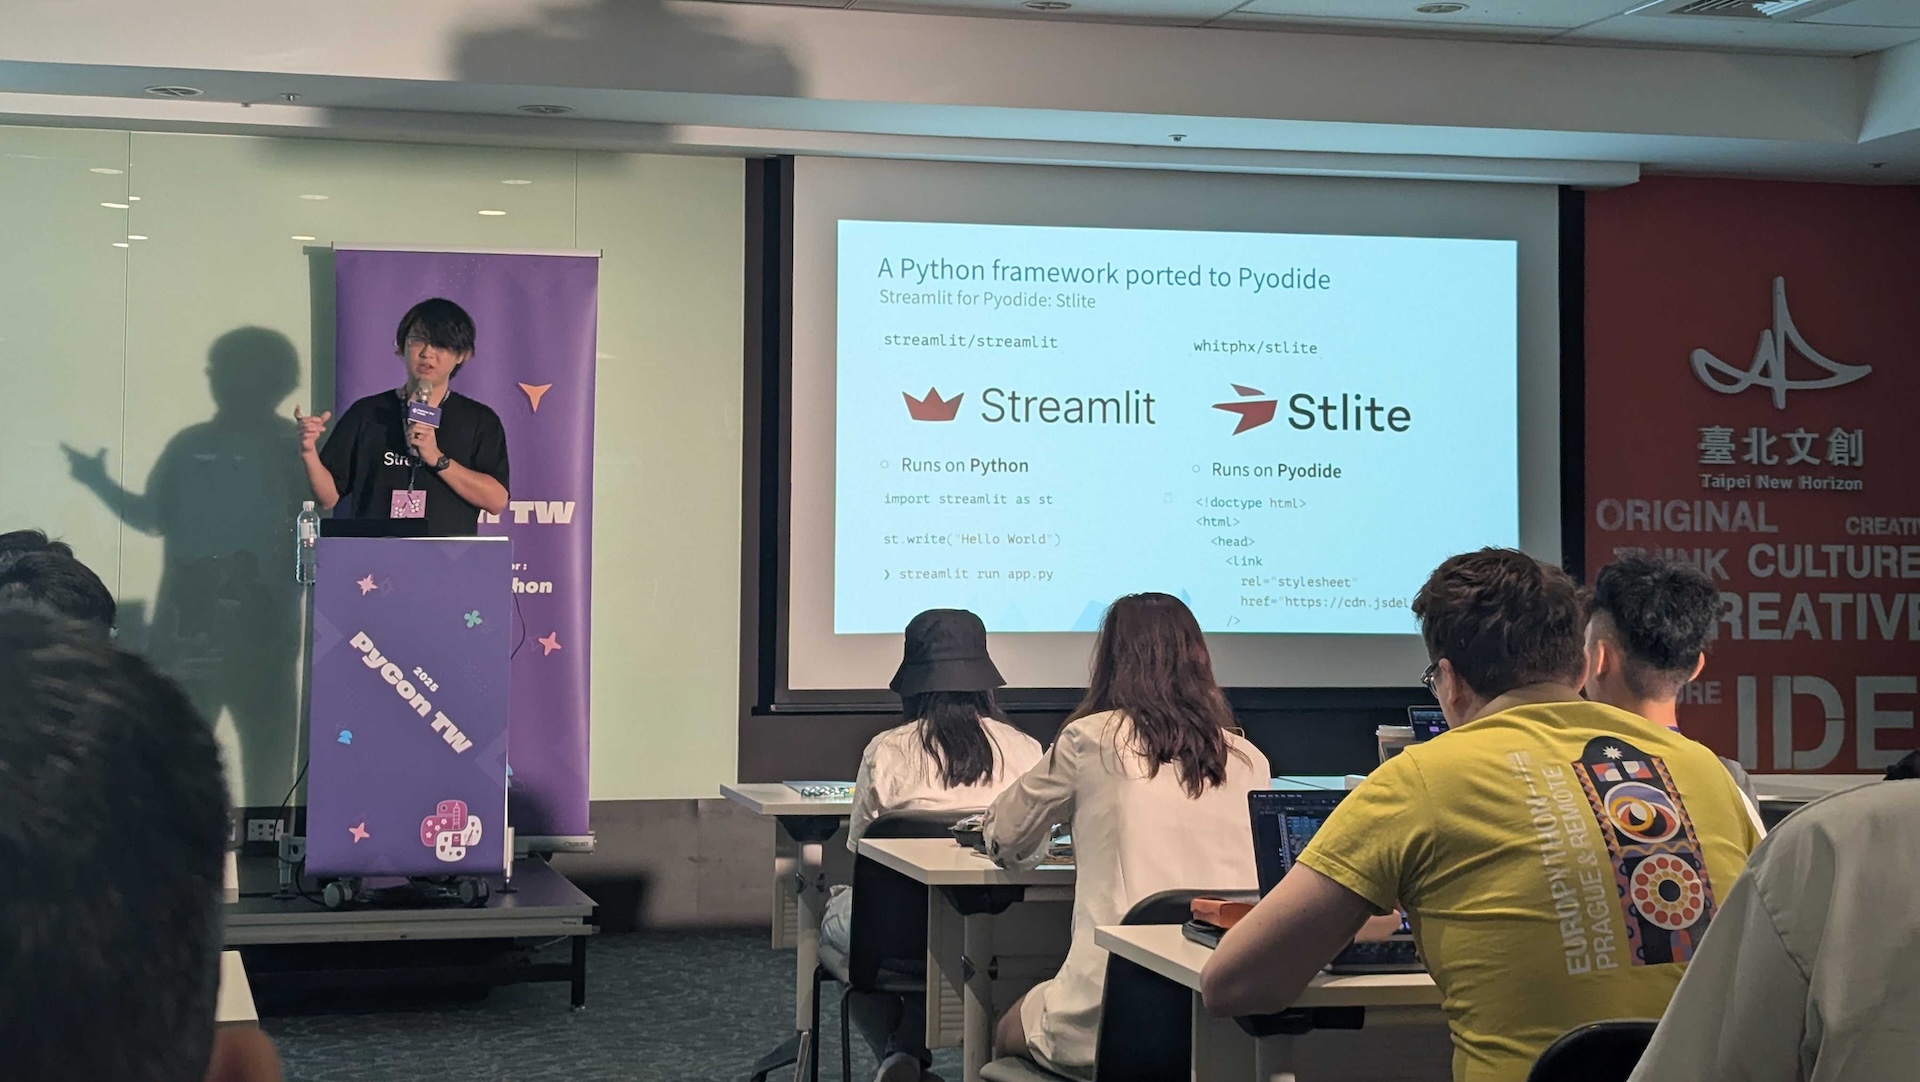 A Python framework ported to Pyodide
Streamlit for Pyodide: Stlite
streamlit/streamlit
Streamlit
Runs on Python
import streamlit as st
st.write("Hello World")
❯ streamlit run app.py
whitphx/stlite
Stlite
Runs on Pyodide
<!doctype html>
<html>
<head>
<link
rel="stylesheet"
href="https://cdn.jsdel
/>
TW
or:
hon
2025
PyCon TW
臺北文創
Taipei New Horizon
ORIGINAL
CREATIV
CULTURE
REATIVE
IDE
EUROPYTHON
PRAGUE & REMOTE